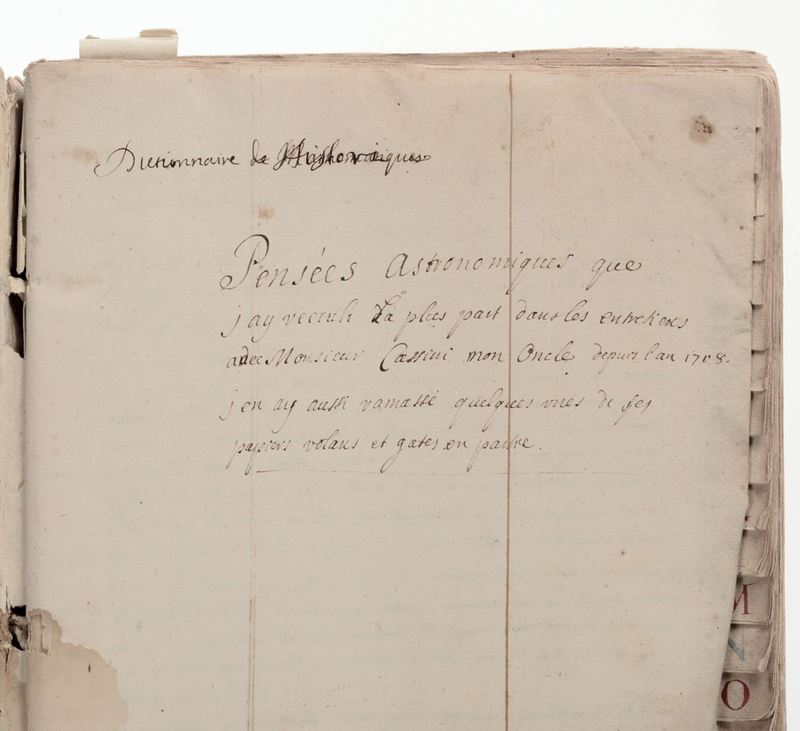 Dictionnaire de
Pensées Astronomiques que
j ay recueilli La plus part dans les entretiens
avec Monsieur Cassini mon Oncle depuis l'an 1708.
j en ay aussi ramassé quelques unes de ses
papiers volans et gatés en partie.
M
O